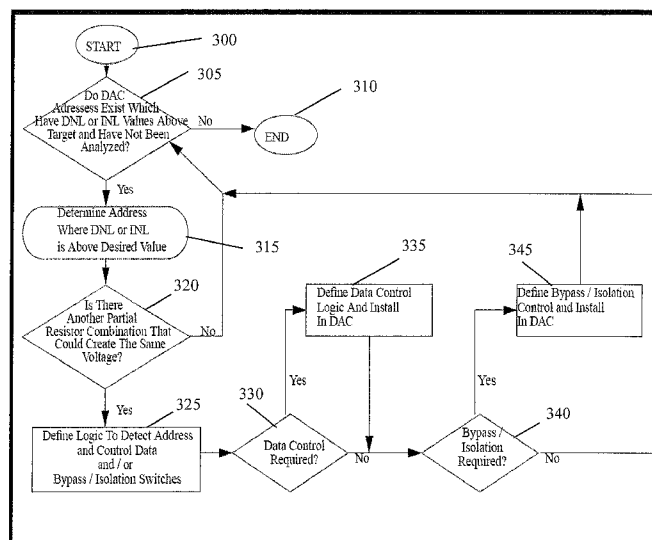 START
300
305
Do DAC
Adressess Exist Which
Have DNL or INL Values Above
Target and Have Not Been
Analyzed?
No
310
END
Yes
Determine Address
Where DNL or INL
is Above Desired Value
315
320
Is There
Another Partial
Resistor Combination That
Could Create The Same
Voltage?
No
Yes
325
Define Logic To Detect Address
and Control Data
and / or
Bypass / Isolation Switches
330
Data Control
Required?
Yes
No
335
Define Data Control
Logic And Install
In DAC
340
Bypass /
Isolation
Required?
Yes
No
345
Define Bypass / Isolation
Control and Install
In DAC